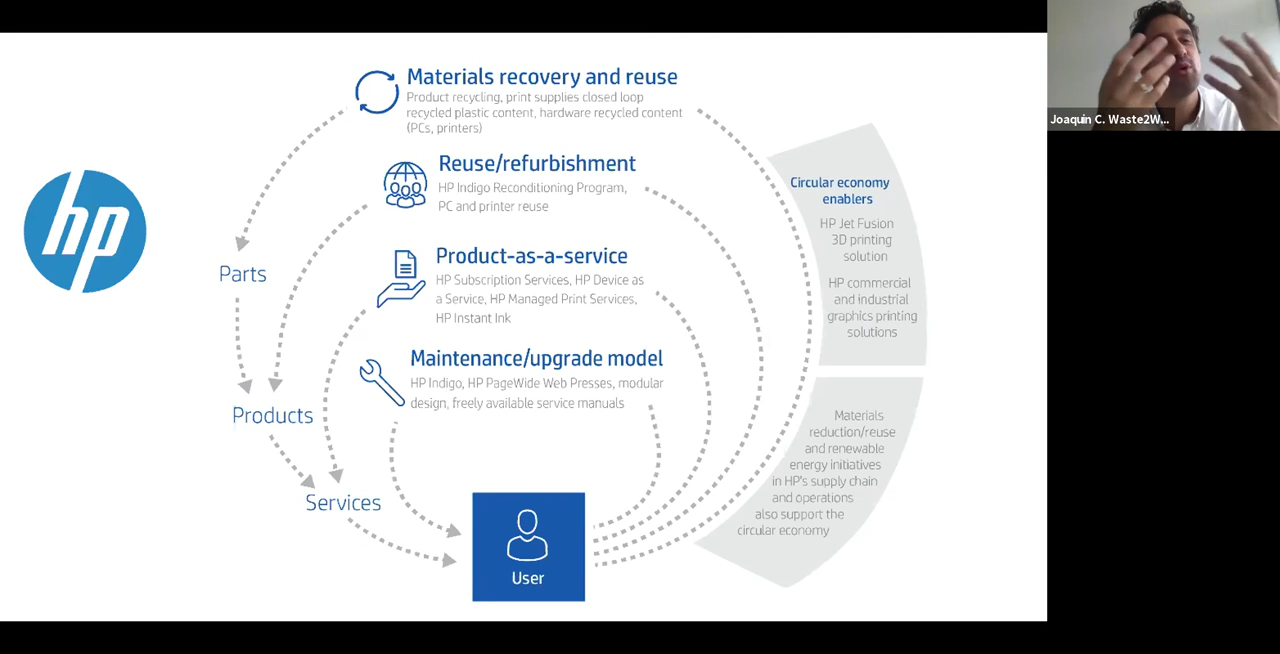 Materials recovery and reuse
Product recycling, print supplies closed loop
recycled plastic content, hardware recycled content
(PCs, printers)
Reuse/refurbishment
HP Indigo Reconditioning Program,
PC and printer reuse
Product-as-a-service
HP Subscription Services, HP Device as
a Service, HP Managed Print Services,
HP Instant Ink
Maintenance/upgrade model
HP Indigo, HP PageWide Web Presses, modular
design, freely available service manuals
hp
Parts
Products
Services
User
Circular economy
enablers
HP Jet Fusion
3D printing
solution
HP commercial
and industrial
graphics printing
solutions
Materials
reduction/reuse
and renewable
energy initiatives
in HP's supply chain
and operations
also support the
circular economy
Joaquin C. Waste2W...